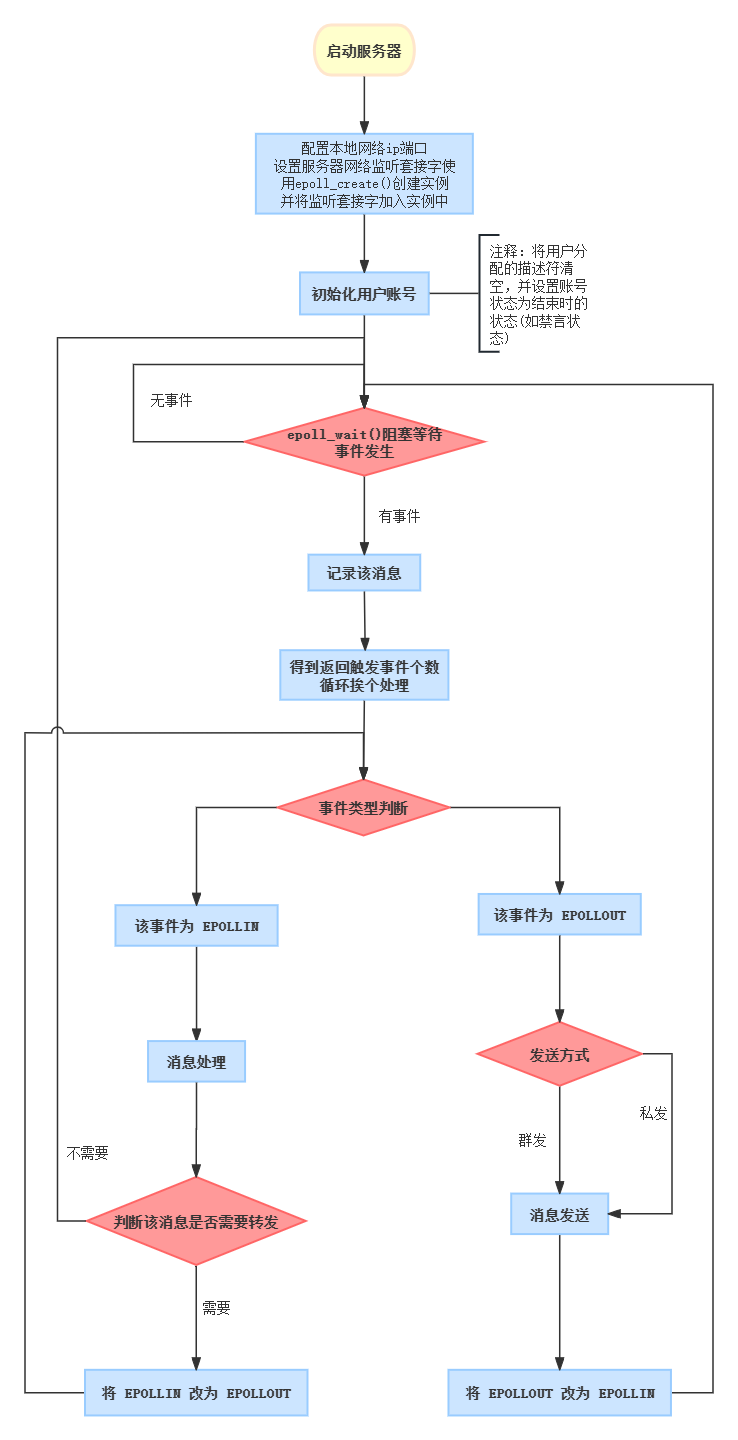 启动服务器
配置本地网络ip端口
设置服务器网络监听套接字使
用epoll_create()创建实例
并将监听套接字加入实例中
初始化用户账号
注释: 将用户分
配的描述符清
空，并设置账号
状态为结束时的
状态(如禁言状
态)
无事件
epoll_wait()阻塞等待
事件发生
有事件
记录该消息
得到返回触发事件个数
循环挨个处理
事件类型判断
该事件为 EPOLLIN
该事件为 EPOLLOUT
消息处理
发送方式
私发
群发
不需要
判断该消息是否需要转发
消息发送
需要
将 EPOLLIN 改为 EPOLLOUT
将 EPOLLOUT 改为 EPOLLIN